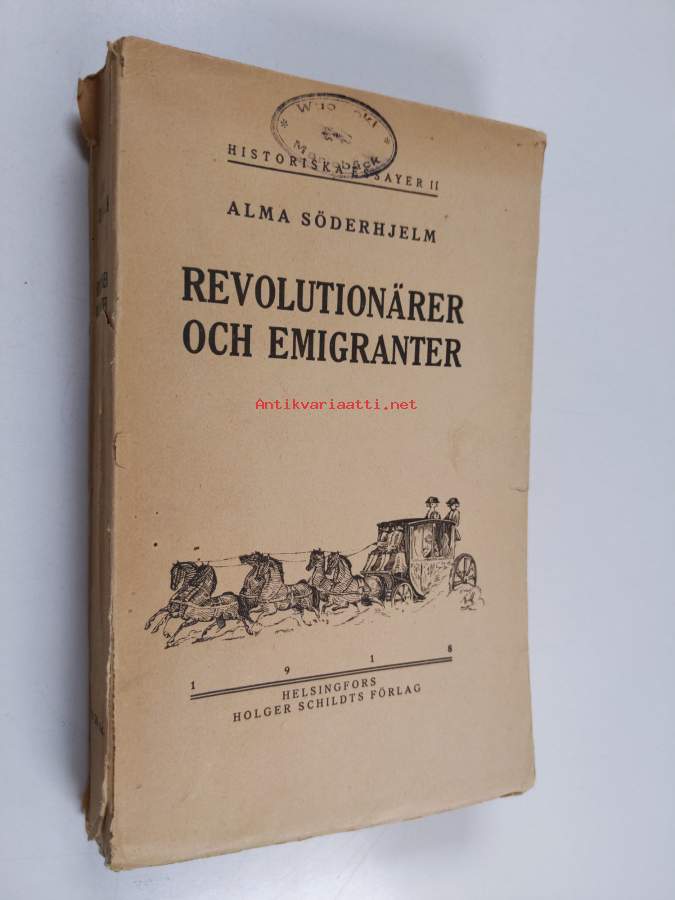 HISTORISKA ESSAYER II
ALMA SÖDERHJELM
REVOLUTIONÄRER
OCH EMIGRANTER
Antikvariaatti.net
1 9 1 8
HELSINGFORS
HOLGER SCHILDTS FÖRLAG